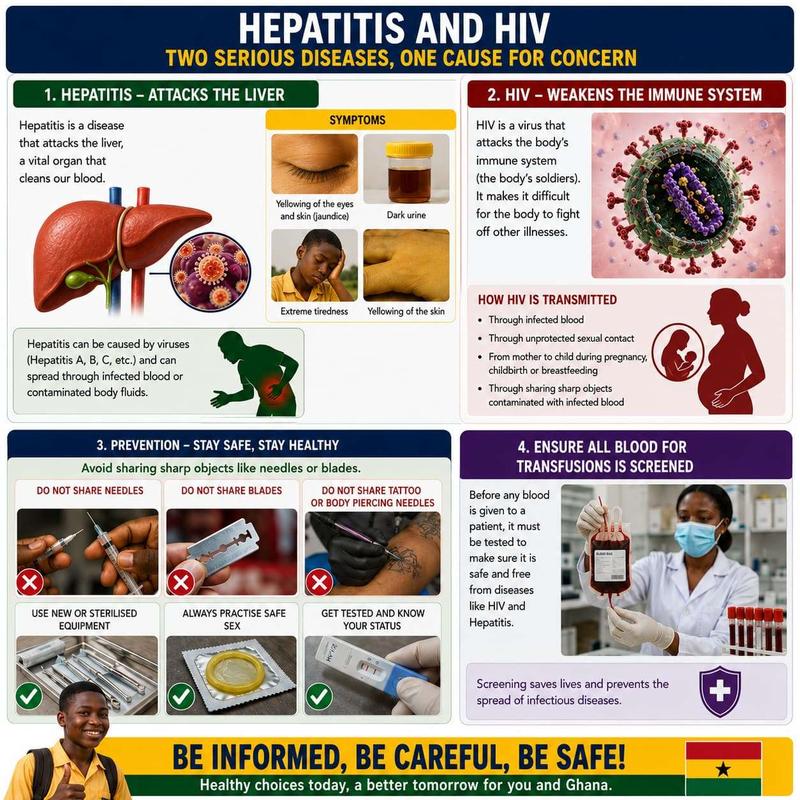 HEPATITIS AND HIV
TWO SERIOUS DISEASES, ONE CAUSE FOR CONCERN
1. HEPATITIS – ATTACKS THE LIVER
Hepatitis is a disease
that attacks the liver,
a vital organ that
cleans our blood.
SYMPTOMS
Yellowing of the eyes
and skin (jaundice)
Dark urine
Extreme tiredness
Yellowing of the skin
Hepatitis can be caused by viruses
(Hepatitis A, B, C, etc.) and can
spread through infected blood or
contaminated body fluids.
2. HIV – WEAKENS THE IMMUNE SYSTEM
HIV is a virus that
attacks the body's
immune system
(the body's soldiers).
It makes it difficult
for the body to fight
off other illnesses.
HOW HIV IS TRANSMITTED
• Through infected blood
• Through unprotected sexual contact
• From mother to child during pregnancy,
childbirth or breastfeeding
• Through sharing sharp objects
contaminated with infected blood
3. PREVENTION – STAY SAFE, STAY HEALTHY
Avoid sharing sharp objects like needles or blades.
DO NOT SHARE NEEDLES
DO NOT SHARE BLADES
DO NOT SHARE TATTOO
OR BODY PIERCING NEEDLES
USE NEW OR STERILISED
EQUIPMENT
ALWAYS PRACTISE SAFE
SEX
GET TESTED AND KNOW
YOUR STATUS
4. ENSURE ALL BLOOD FOR
TRANSFUSIONS IS SCREENED
Before any blood
is given to a
patient, it must
be tested to
make sure it is
safe and free
from diseases
like HIV and
Hepatitis.
BLOOD BAG
Screening saves lives and prevents the
spread of infectious diseases.
BE INFORMED, BE CAREFUL, BE SAFE!
Healthy choices today, a better tomorrow for you and Ghana.